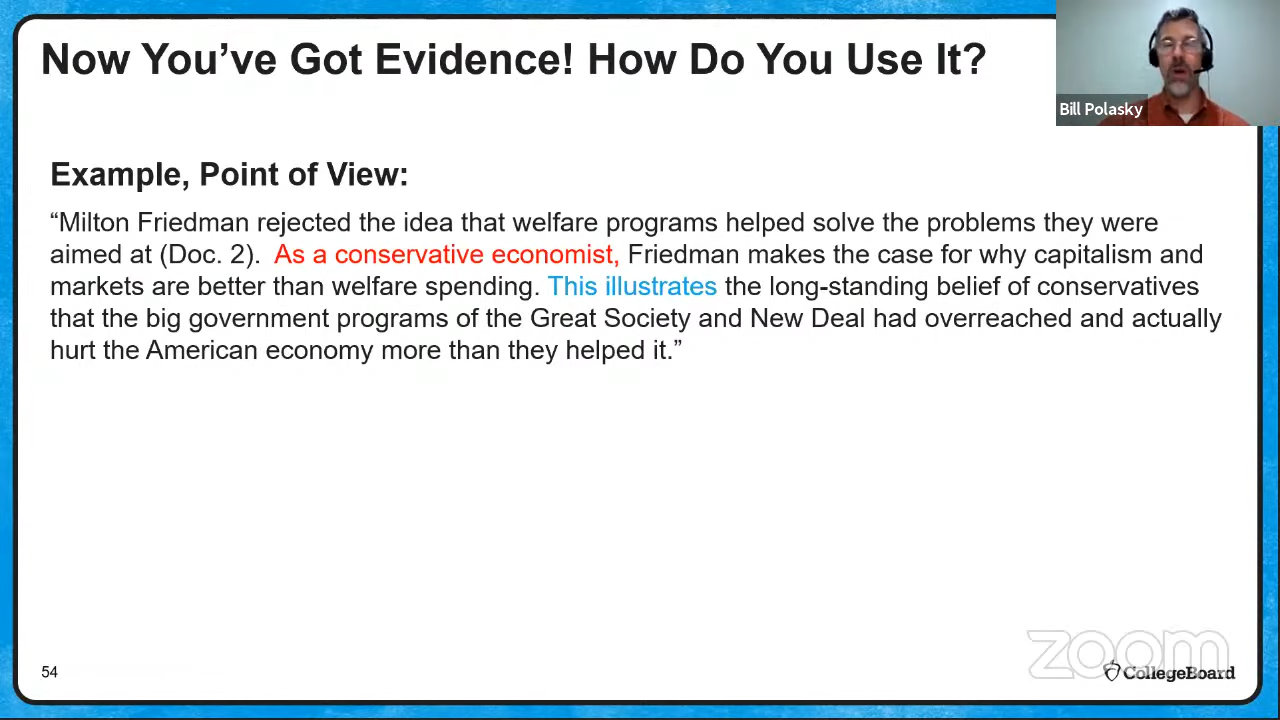 Now You’ve Got Evidence! How Do You Use It?
Bill Polasky
Example, Point of View:
“Milton Friedman rejected the idea that welfare programs helped solve the problems they were
aimed at (Doc. 2).  As a conservative economist, Friedman makes the case for why capitalism and
markets are better than welfare spending. This illustrates the long-standing belief of conservatives
that the big government programs of the Great Society and New Deal had overreached and actually
hurt the American economy more than they helped it.”
54
zoom
CollegeBoard